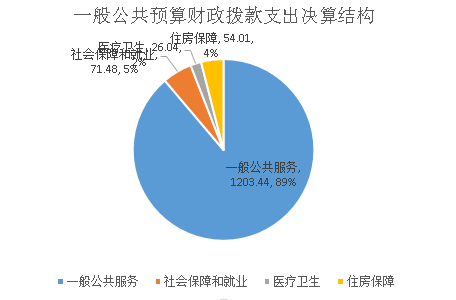 一般公共预算财政拨款支出决算结构
医疗卫生, 26.04, 2%
住房保障, 54.01, 4%
社会保障和就业, 71.48, 5%
一般公共服务, 1203.44, 89%
一般公共服务 社会保障和就业 医疗卫生 住房保障